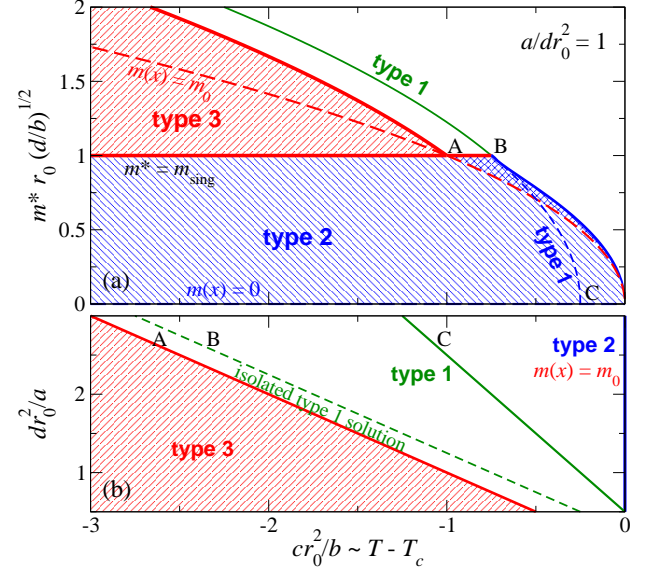 2
a/dr₀² = 1
type 1
m(x) = m₀
1.5
type 3
A
B
1
m* = m_sing
m* r₀ (d/b)^1/2
0.5
type 2
type 1
(a)
m(x) = 0
C
0
A
B
C
type 2
type 1
m(x) = m₀
isolated type 1 solution
2
dr₀²/a
type 3
1
(b)
-3
-2
-1
0
cr₀²/b ~ T - T_c